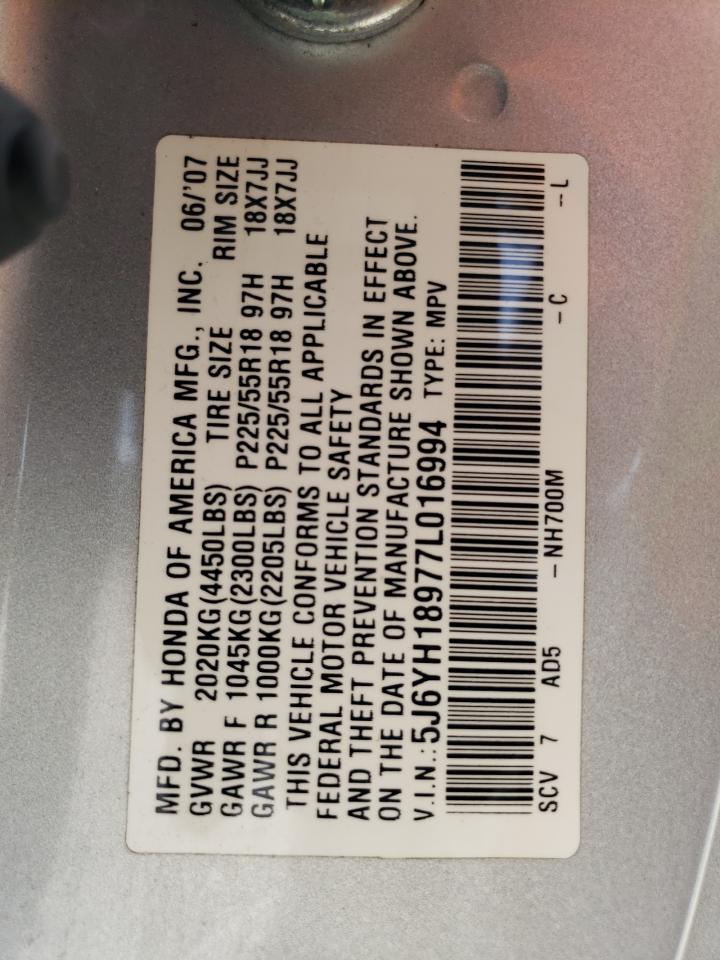 MFD. BY HONDA OF AMERICA MFG., INC. 06/'07
GVWR 2020KG(4450LBS) TIRE SIZE RIM SIZE
GAWR F 1045KG(2300LBS) P225/55R18 97H 18X7JJ
GAWR R 1000KG(2205LBS) P225/55R18 97H 18X7JJ
THIS VEHICLE CONFORMS TO ALL APPLICABLE
FEDERAL MOTOR VEHICLE SAFETY
AND THEFT PREVENTION STANDARDS IN EFFECT
ON THE DATE OF MANUFACTURE SHOWN ABOVE.
V.I.N.: 5J6YH18977L016994 TYPE: MPV
SCV 7 AD5 -NH700M -C --L